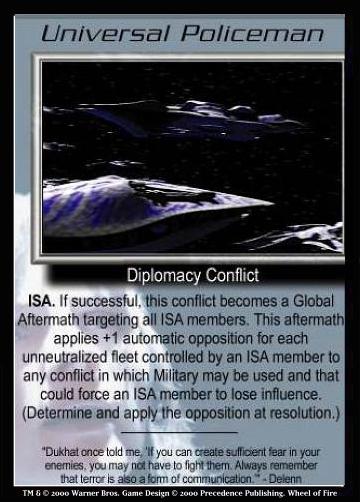 Universal Policeman
Diplomacy Conflict
ISA. If successful, this conflict becomes a Global
Aftermath targeting all ISA members. This aftermath
applies +1 automatic opposition for each
unneutralized fleet controlled by an ISA member to
any conflict in which Military may be used and that
could force an ISA member to lose influence.
(Determine and apply the opposition at resolution.)
"Dukhat once told me, 'If you can create sufficient fear in your
enemies, you may not have to fight them. Always remember
that terror is also a form of communication.'" - Delenn
TM & © 2000 Warner Bros. Game Design © 2000 Precedence Publishing. Wheel of Fire